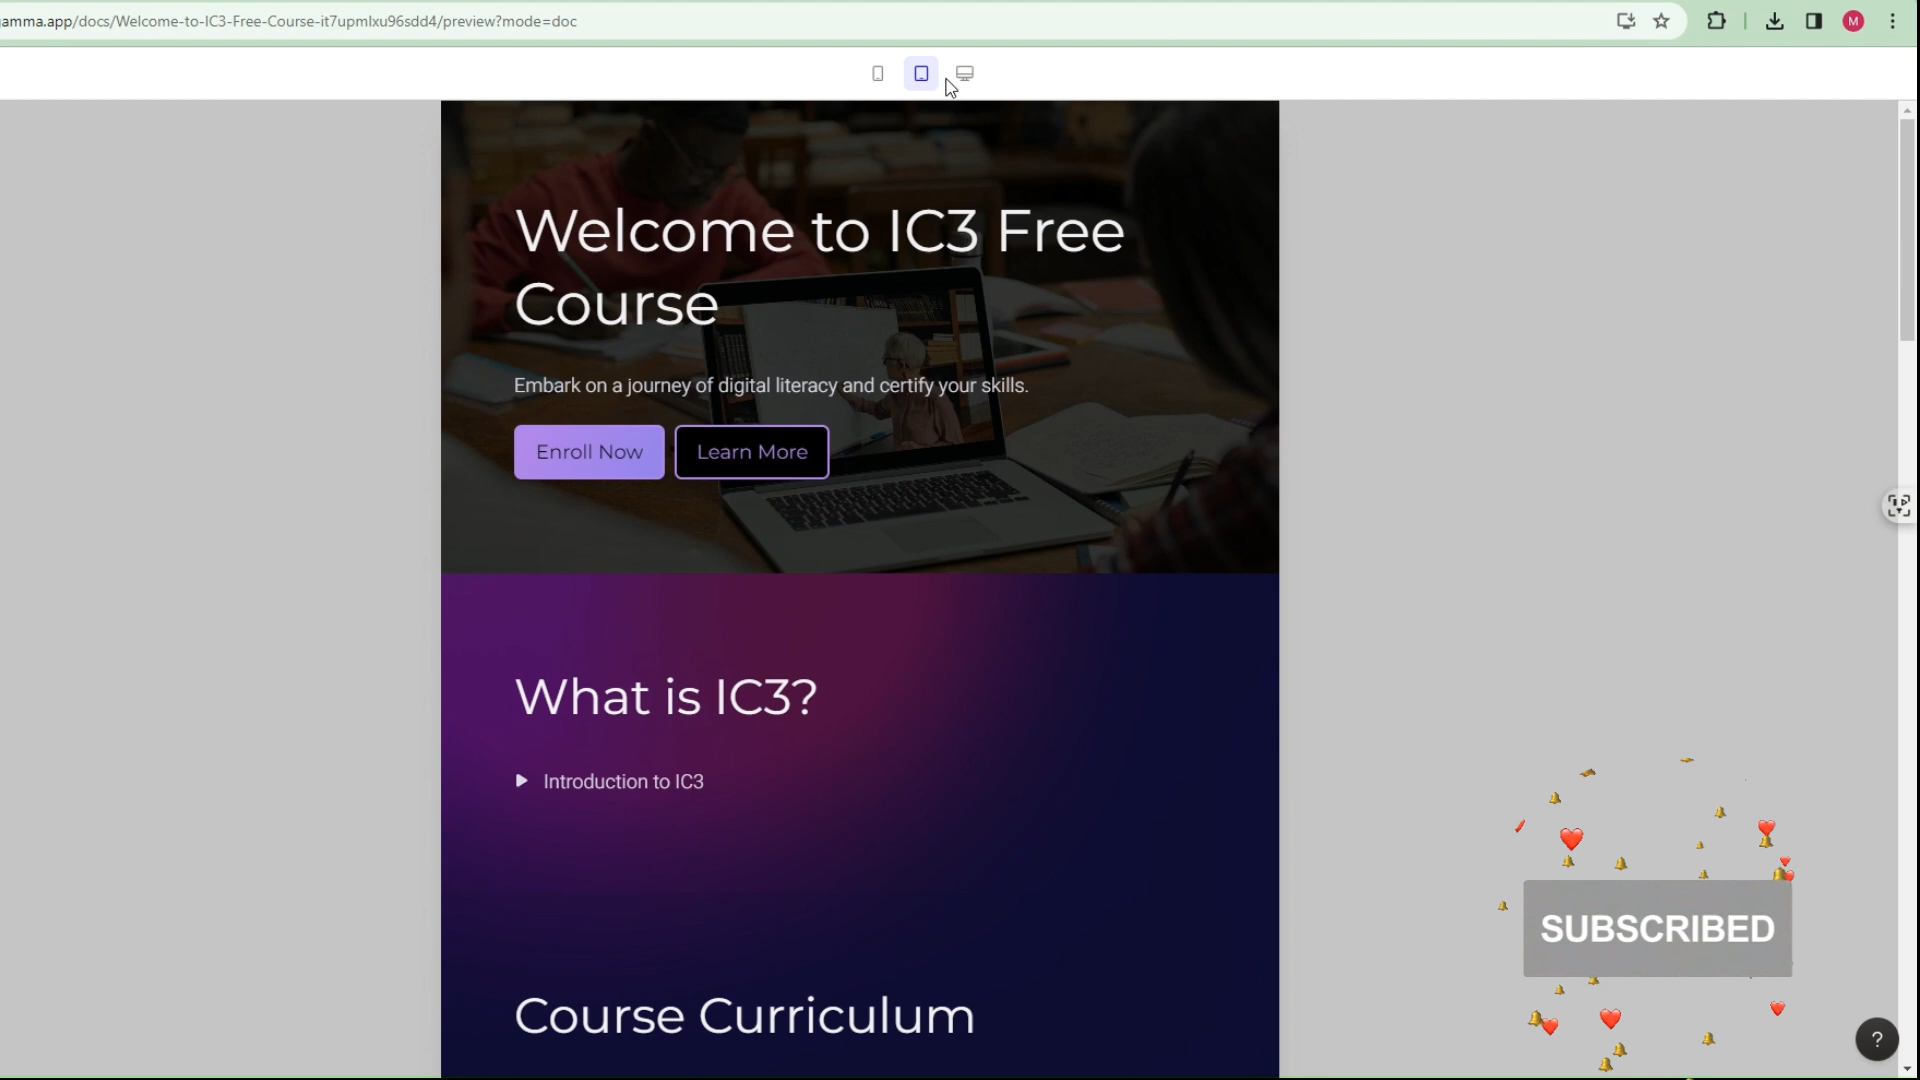 gamma.app/docs/Welcome-to-IC3-Free-Course-it7upmlxu96sdd4/preview?mode=doc
M
Welcome to IC3 Free
Course
Embark on a journey of digital literacy and certify your skills.
Enroll Now
Learn More
What is IC3?
Introduction to IC3
Course Curriculum
SUBSCRIBED
?